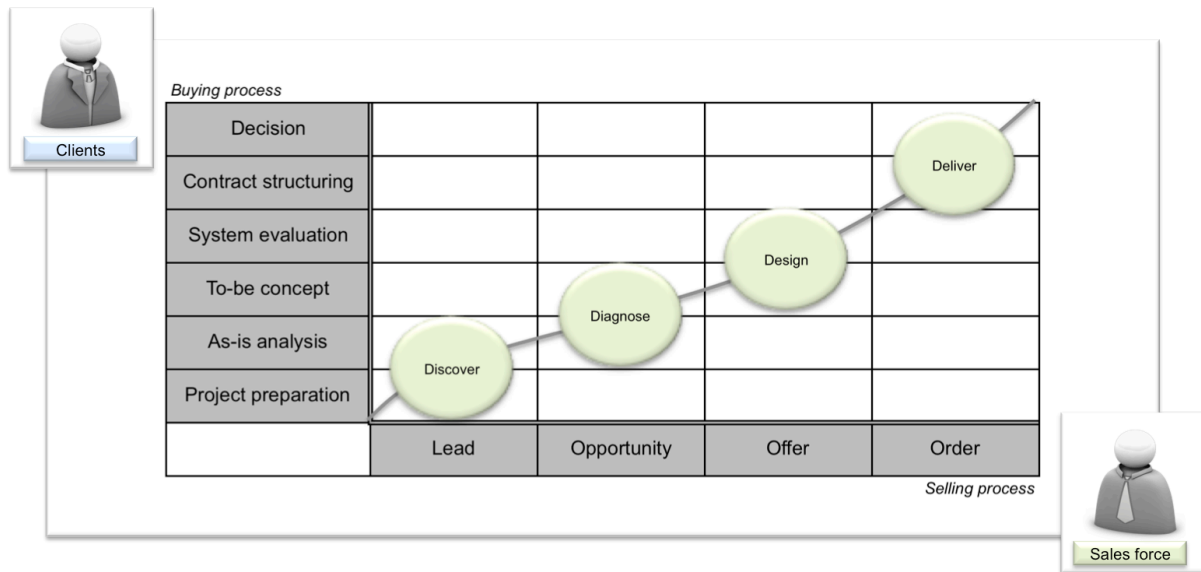 Buying process
Clients
Decision
Contract structuring
System evaluation
To-be concept
As-is analysis
Project preparation
Deliver
Design
Diagnose
Discover
Lead
Opportunity
Offer
Order
Selling process
Sales force